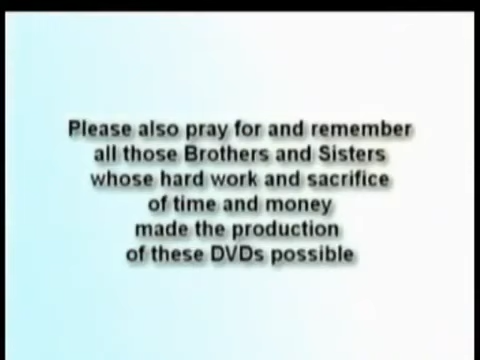 Please also pray for and remember
all those Brothers and Sisters
whose hard work and sacrifice
of time and money
made the production
of these DVDs possible